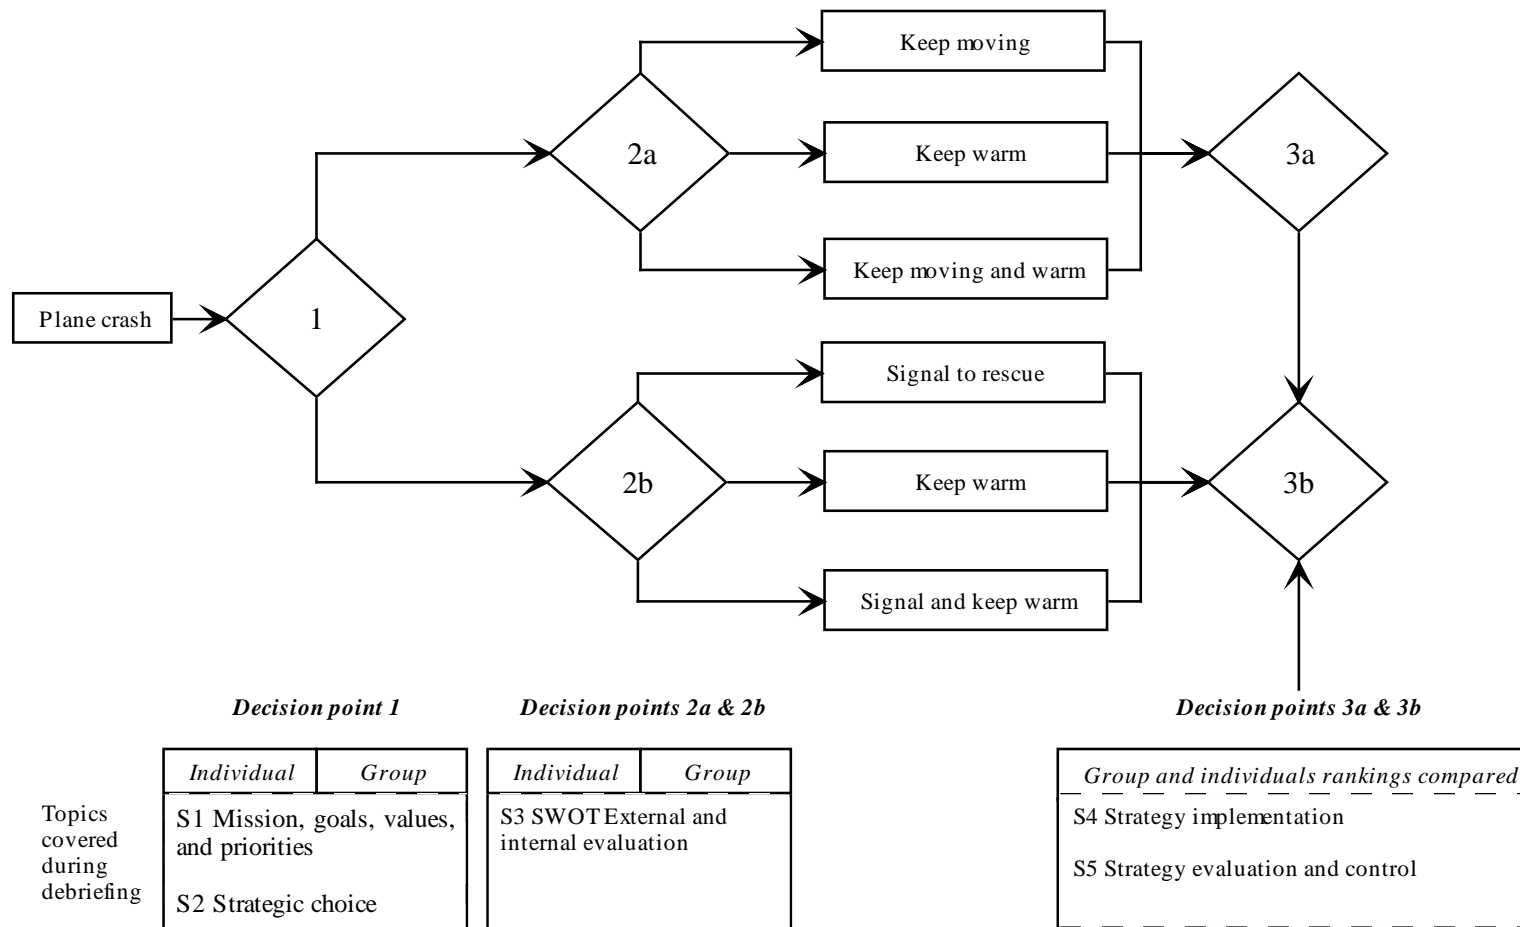 Keep moving
2a
Keep warm
3a
Keep moving and warm
Plane crash
1
Signal to rescue
2b
Keep warm
3b
Signal and keep warm
Decision point 1
Decision points 2a & 2b
Decision points 3a & 3b
Individual
Group
Individual
Group
Group and individuals rankings compared
Topics
covered
during
debriefing
S1 Mission, goals, values,
and priorities
S2 Strategic choice
S3 SWOT External and
internal evaluation
S4 Strategy implementation
S5 Strategy evaluation and control